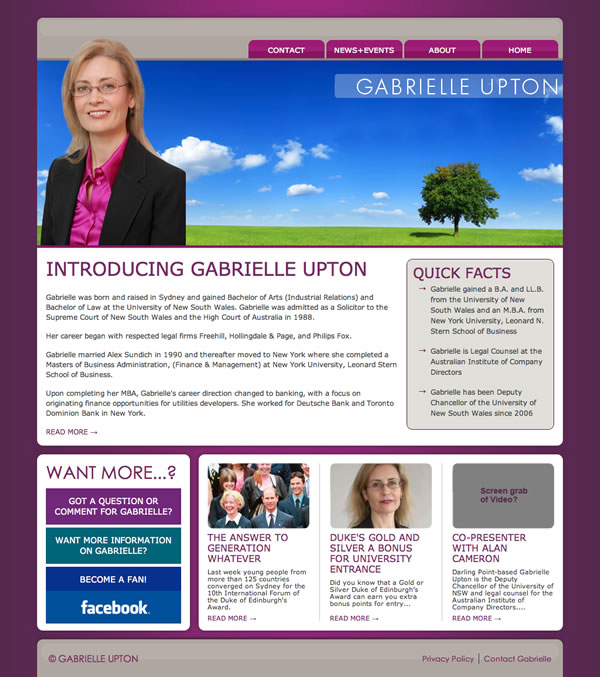 CONTACT
NEWS+EVENTS
ABOUT
HOME
GABRIELLE UPTON
INTRODUCING GABRIELLE UPTON
Gabrielle was born and raised in Sydney and gained Bachelor of Arts (Industrial Relations) and
Bachelor of Law at the University of New South Wales. Gabrielle was admitted as a Solicitor to the
Supreme Court of New South Wales and the High Court of Australia in 1988.
Her career began with respected legal firms Freehill, Hollingdale & Page, and Philips Fox.
Gabrielle married Alex Sundich in 1990 and thereafter moved to New York where she completed a
Masters of Business Administration, (Finance & Management) at New York University, Leonard Stern
School of Business.
Upon completing her MBA, Gabrielle's career direction changed to banking, with a focus on
originating finance opportunities for utilities developers. She worked for Deutsche Bank and Toronto
Dominion Bank in New York.
READ MORE →
QUICK FACTS
→ Gabrielle gained a B.A. and LL.B.
from the University of New
South Wales and an M.B.A. from
New York University, Leonard N.
Stern School of Business
→ Gabrielle is Legal Counsel at the
Australian Institute of Company
Directors
→ Gabrielle has been Deputy
Chancellor of the University of
New South Wales since 2006
WANT MORE...?
GOT A QUESTION OR
COMMENT FOR GABRIELLE?
WANT MORE INFORMATION
ON GABRIELLE?
BECOME A FAN!
facebook.
THE ANSWER TO
GENERATION
WHATEVER
Last week young people from
more than 125 countries
converged on Sydney for the
10th International Forum of
the Duke of Edinburgh's
Award.
READ MORE →
DUKE'S GOLD AND
SILVER A BONUS
FOR UNIVERSITY
ENTRANCE
Did you know that a Gold or
Silver Duke of Edinburgh's
Award can earn you extra
bonus points for entry...
READ MORE →
Screen grab
of Video?
CO-PRESENTER
WITH ALAN
CAMERON
Darling Point-based Gabrielle
Upton is the Deputy
Chancellor of the University of
NSW and legal counsel for the
Australian Institute of
Company Directors....
READ MORE →
© GABRIELLE UPTON
Privacy Policy | Contact Gabrielle